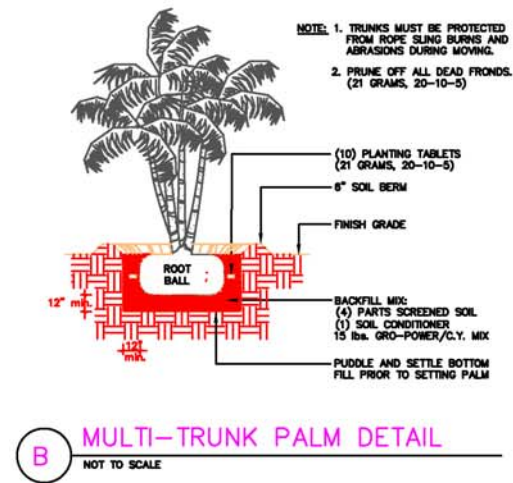 NOTE: 1. TRUNKS MUST BE PROTECTED
FROM ROPE SLING BURNS AND
ABRASIONS DURING MOVING.
2. PRUNE OFF ALL DEAD FRONDS.
(21 GRAMS, 20-10-5)
(10) PLANTING TABLETS
(21 GRAMS, 20-10-5)
6" SOIL BERM
FINISH GRADE
ROOT
BALL
12" min.
BACKFILL MIX:
(4) PARTS SCREENED SOIL
(1) SOIL CONDITIONER
15 lbs. GRO-POWER/C.Y. MIX
12"
min.
PUDDLE AND SETTLE BOTTOM
FILL PRIOR TO SETTING PALM
B MULTI-TRUNK PALM DETAIL
NOT TO SCALE